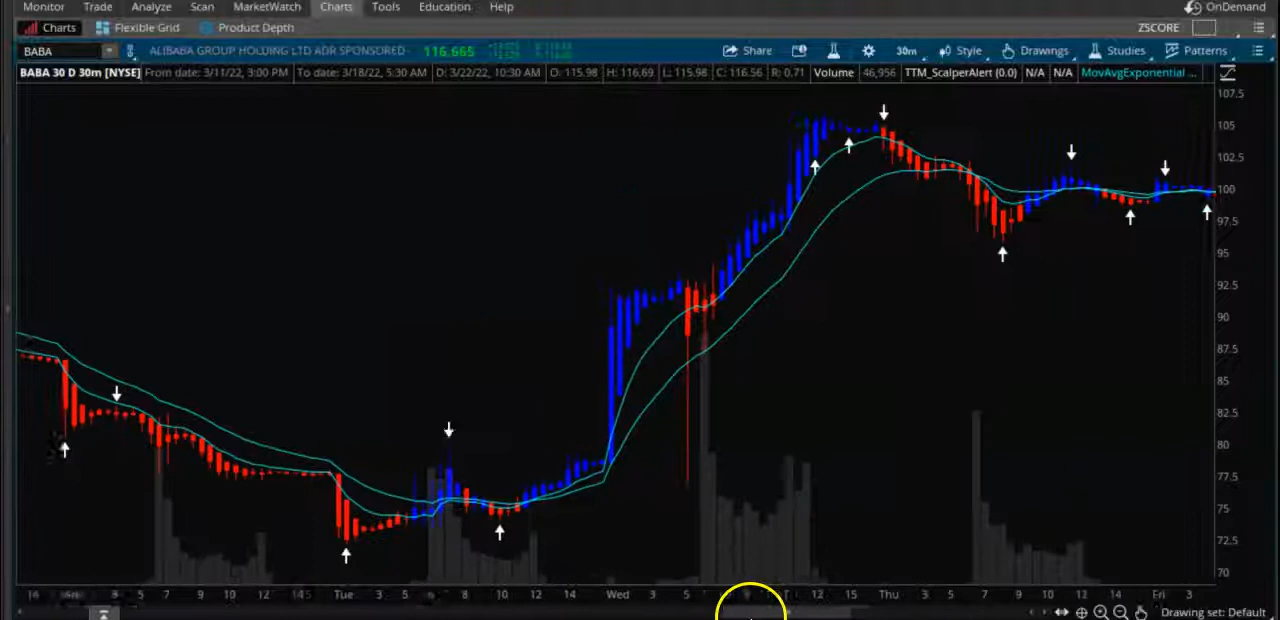 Monitor Trade Analyze Scan MarketWatch Charts Tools Education Help OnDemand
Charts Flexible Grid Product Depth ZSCORE
BABA ALIBABA GROUP HOLDING LTD ADR SPONSORED 116.665 Share 30m Style Drawings Studies Patterns
BABA 30 D 30m [NYSE] From date: 3/11/22, 3:00 PM To date: 3/18/22, 5:30 AM D: 3/22/22, 10:30 AM O: 115.98 H: 116.69 L: 115.98 C: 116.56 R: 0.71 Volume 46,956 TTM_ScalperAlert (0.0) N/A N/A MovAvgExponential ...
107.5
105
102.5
100
97.5
95
92.5
90
87.5
85
82.5
80
77.5
75
72.5
70
5 7 9 10 12 Tue 3 5 8 10 12 14 Wed 3 5 12 15 Thu 3 5 7 9 10 12 14 Fri 3
Drawing set: Default